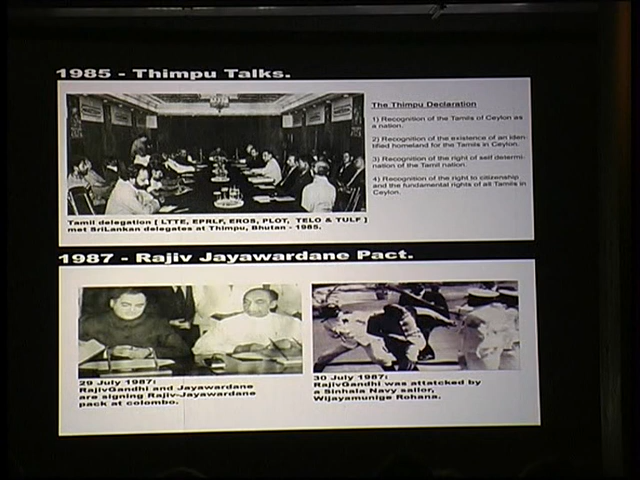 1985 - Thimpu Talks.
The Thimpu Declaration
1) Recognition of the Tamils of Ceylon as
a nation.
2) Recognition of the existence of an iden-
tified homeland for the Tamils in Ceylon.
3) Recognition of the right of self determi-
nation of the Tamil nation.
4) Recognition of the right to citizenship
and the fundamental rights of all Tamils in
Ceylon.
Tamil delegation [ LTTE, EPRLF, EROS, PLOT, TELO & TULF ]
met SriLankan delegates at Thimpu, Bhutan - 1985.
1987 - Rajiv Jayawardane Pact.
29 July 1987:
RajivGandhi and Jayawardane
are signing Rajiv-Jayawardane
pack at colombo.
30 July 1987:
RajivGandhi was attatcked by
a Sinhala Navy sailor,
Wijayamunige Rohana.